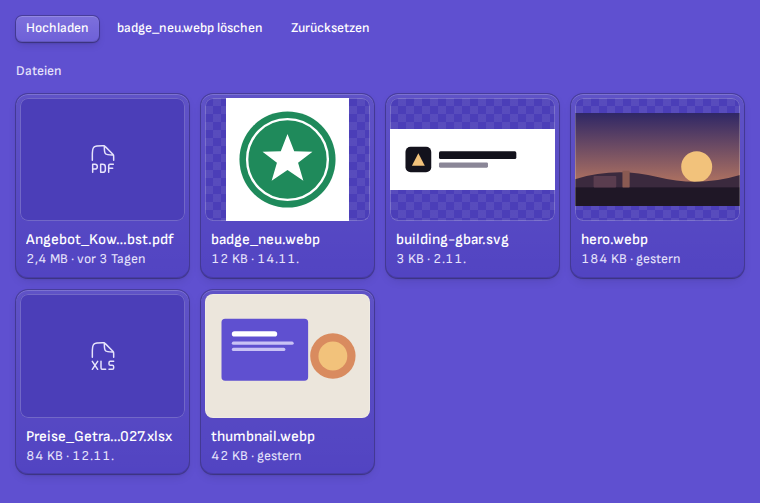 Hochladen
badge_neu.webp löschen
Zurücksetzen
Dateien
PDF
Angebot_Kow...bst.pdf
2,4 MB · vor 3 Tagen
badge_neu.webp
12 KB · 14.11.
building-gbar.svg
3 KB · 2.11.
hero.webp
184 KB · gestern
XLS
Preise_Getra...027.xlsx
84 KB · 12.11.
thumbnail.webp
42 KB · gestern